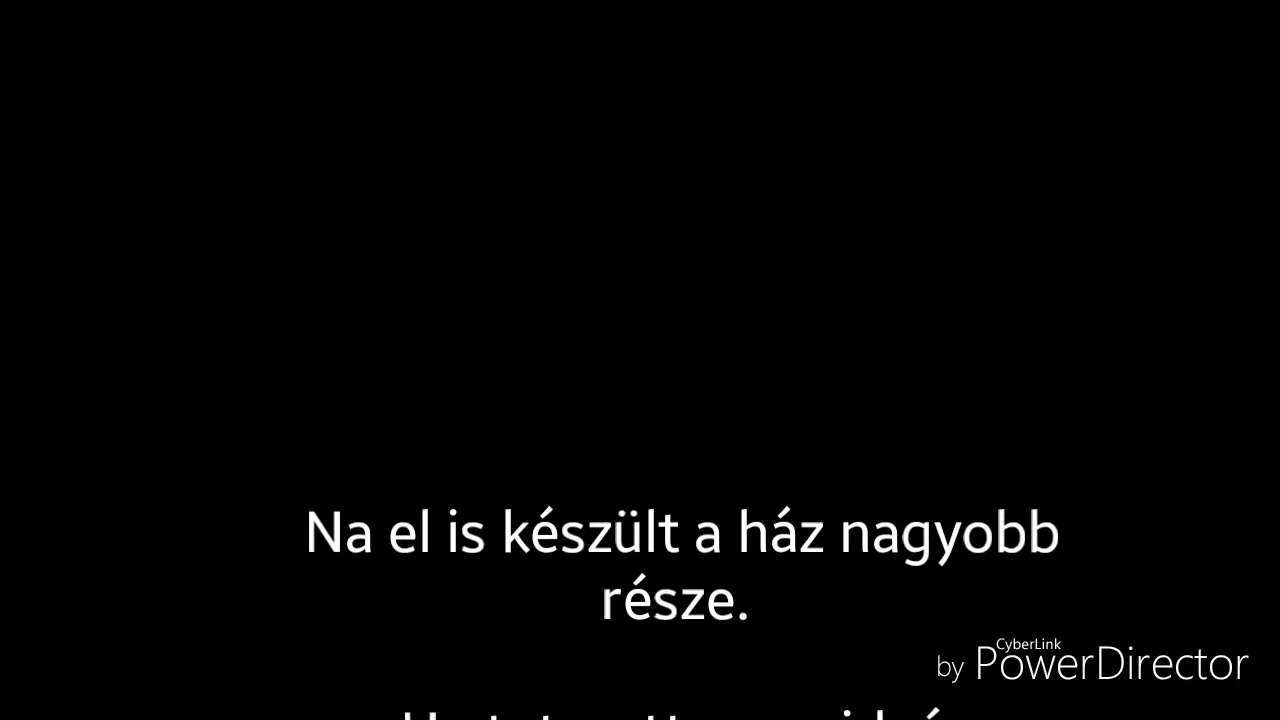 Na el is készült a ház nagyobb
része.
CyberLink
by PowerDirector